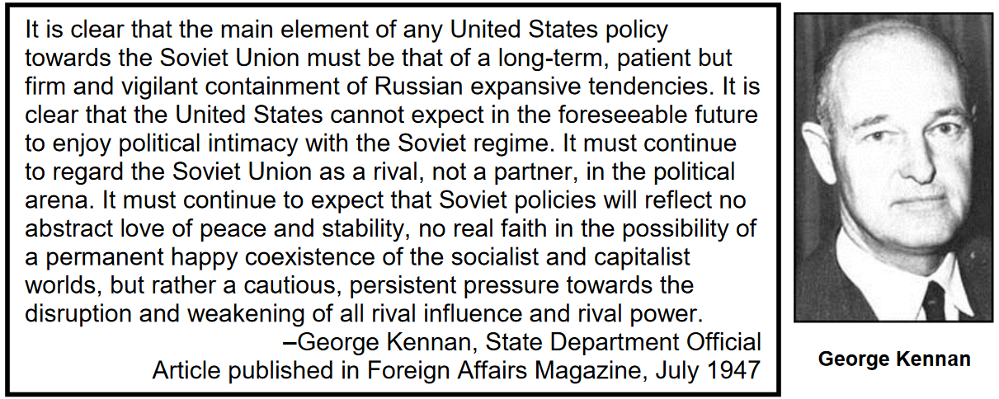 It is clear that the main element of any United States policy
towards the Soviet Union must be that of a long-term, patient but
firm and vigilant containment of Russian expansive tendencies. It is
clear that the United States cannot expect in the foreseeable future
to enjoy political intimacy with the Soviet regime. It must continue
to regard the Soviet Union as a rival, not a partner, in the political
arena. It must continue to expect that Soviet policies will reflect no
abstract love of peace and stability, no real faith in the possibility of
a permanent happy coexistence of the socialist and capitalist
worlds, but rather a cautious, persistent pressure towards the
disruption and weakening of all rival influence and rival power.
–George Kennan, State Department Official
Article published in Foreign Affairs Magazine, July 1947
George Kennan